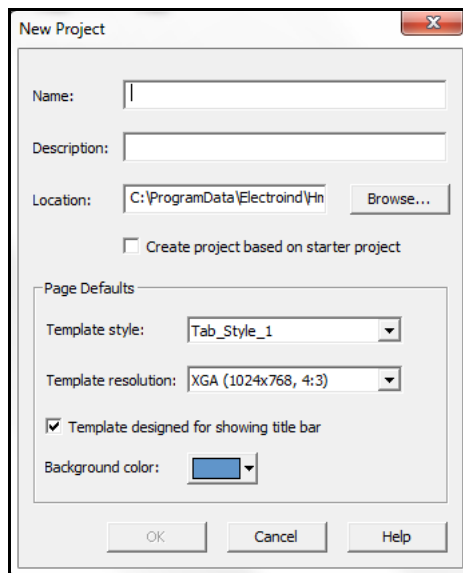 New Project
Name:
Description:
Location: C:\ProgramData\Electroind\Hm Browse...
Create project based on starter project
Page Defaults
Template style: Tab_Style_1
Template resolution: XGA (1024x768, 4:3)
Template designed for showing title bar
Background color:
OK Cancel Help